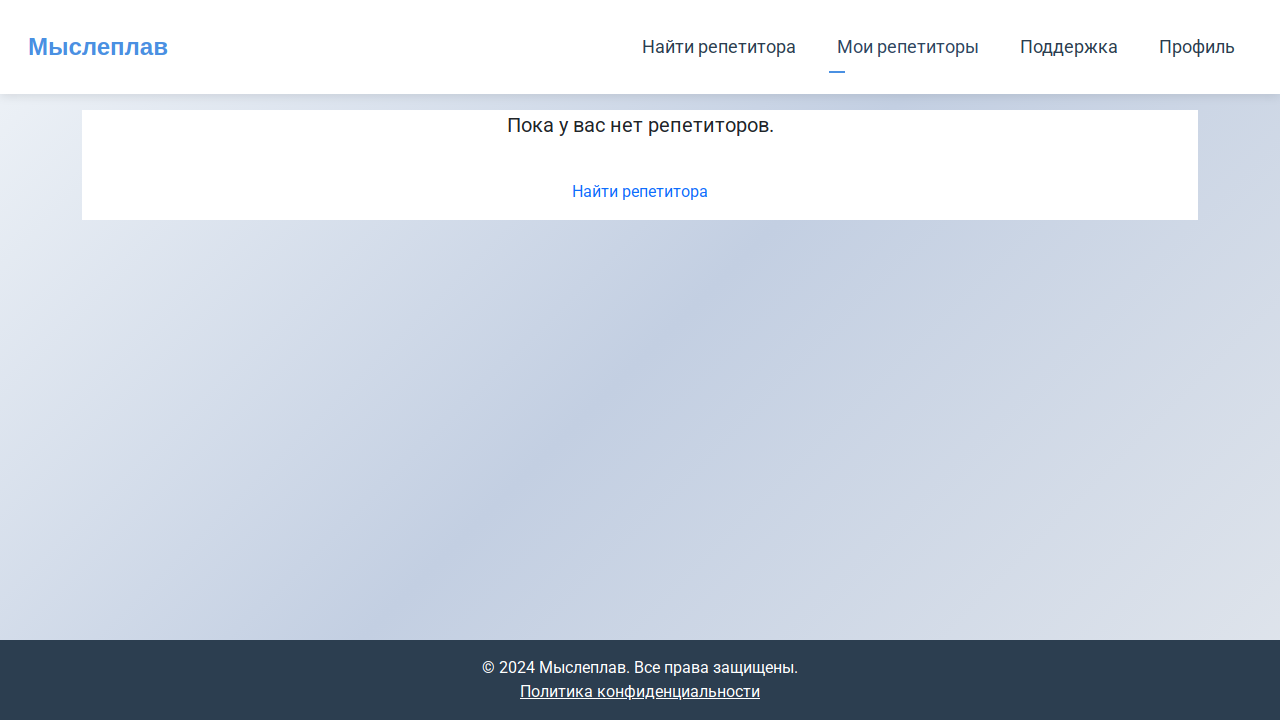 Мыслеплав
Найти репетитора
Мои репетиторы
Поддержка
Профиль
Пока у вас нет репетиторов.
Найти репетитора
© 2024 Мыслеплав. Все права защищены.
Политика конфиденциальности